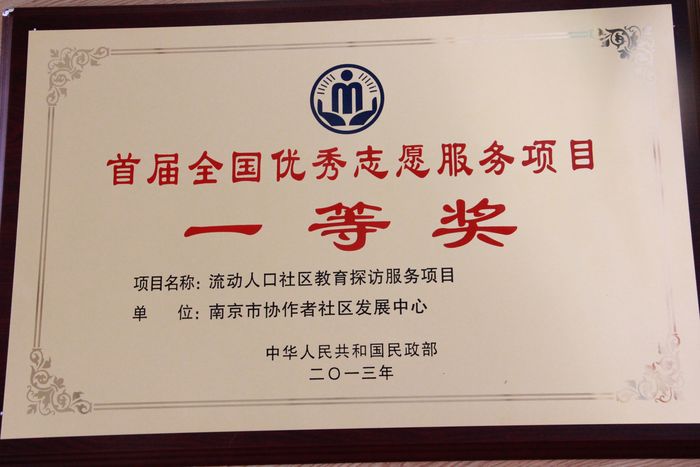 首届全国优秀志愿服务项目
一等奖
项目名称：流动人口社区教育探访服务项目
单 位：南京市协作者社区发展中心
中华人民共和国民政部
二〇一三年